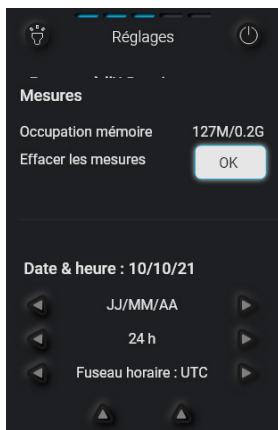 Réglages
Mesures
Occupation mémoire 127M/0.2G
Effacer les mesures OK
Date & heure : 10/10/21
JJ/MM/AA
24 h
Fuseau horaire : UTC